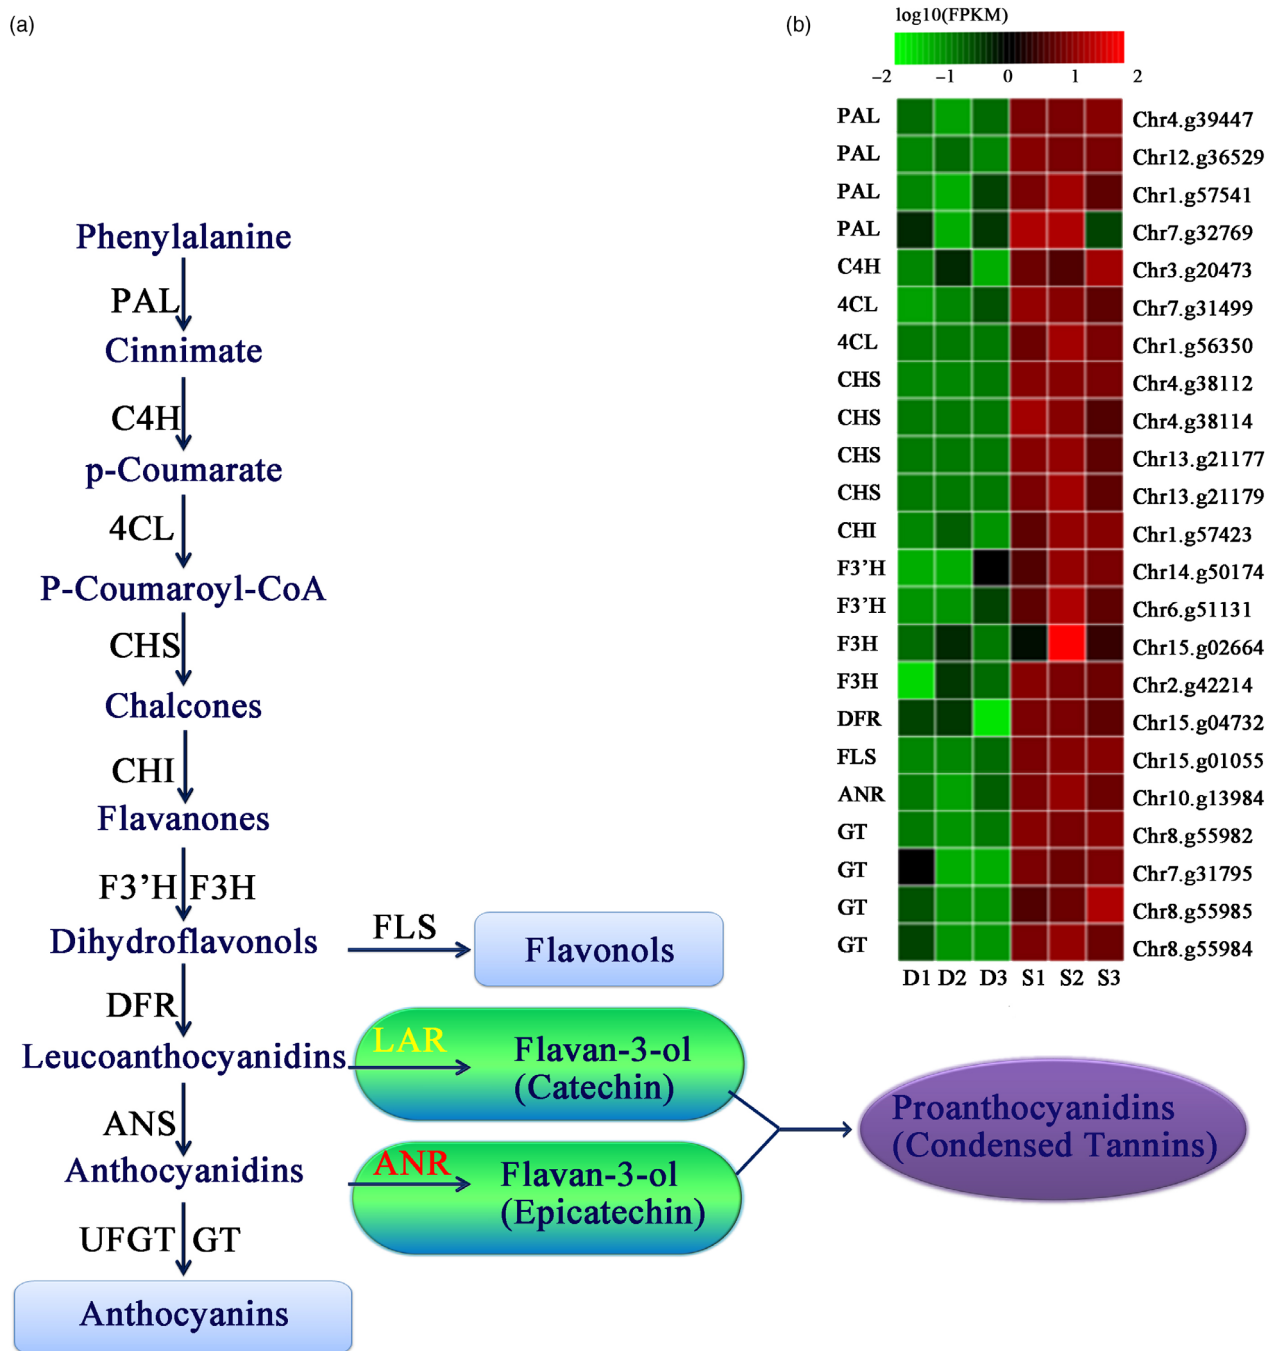 (a)
Phenylalanine
PAL
Cinnimate
C4H
p-Coumarate
4CL
P-Coumaroyl-CoA
CHS
Chalcones
CHI
Flavanones
F3’H F3H
Dihydroflavonols
FLS
Flavonols
DFR
Leucoanthocyanidins
LAR
Flavan-3-ol
(Catechin)
ANS
Anthocyanidins
ANR
Flavan-3-ol
(Epicatechin)
Proanthocyanidins
(Condensed Tannins)
UFGT GT
Anthocyanins
(b)
log10(FPKM)
−2 −1 0 1 2
PAL Chr4.g39447
PAL Chr12.g36529
PAL Chr1.g57541
PAL Chr7.g32769
C4H Chr3.g20473
4CL Chr7.g31499
4CL Chr1.g56350
CHS Chr4.g38112
CHS Chr4.g38114
CHS Chr13.g21177
CHS Chr13.g21179
CHI Chr1.g57423
F3’H Chr14.g50174
F3’H Chr6.g51131
F3H Chr15.g02664
F3H Chr2.g42214
DFR Chr15.g04732
FLS Chr15.g01055
ANR Chr10.g13984
GT Chr8.g55982
GT Chr7.g31795
GT Chr8.g55985
GT Chr8.g55984
D1 D2 D3 S1 S2 S3